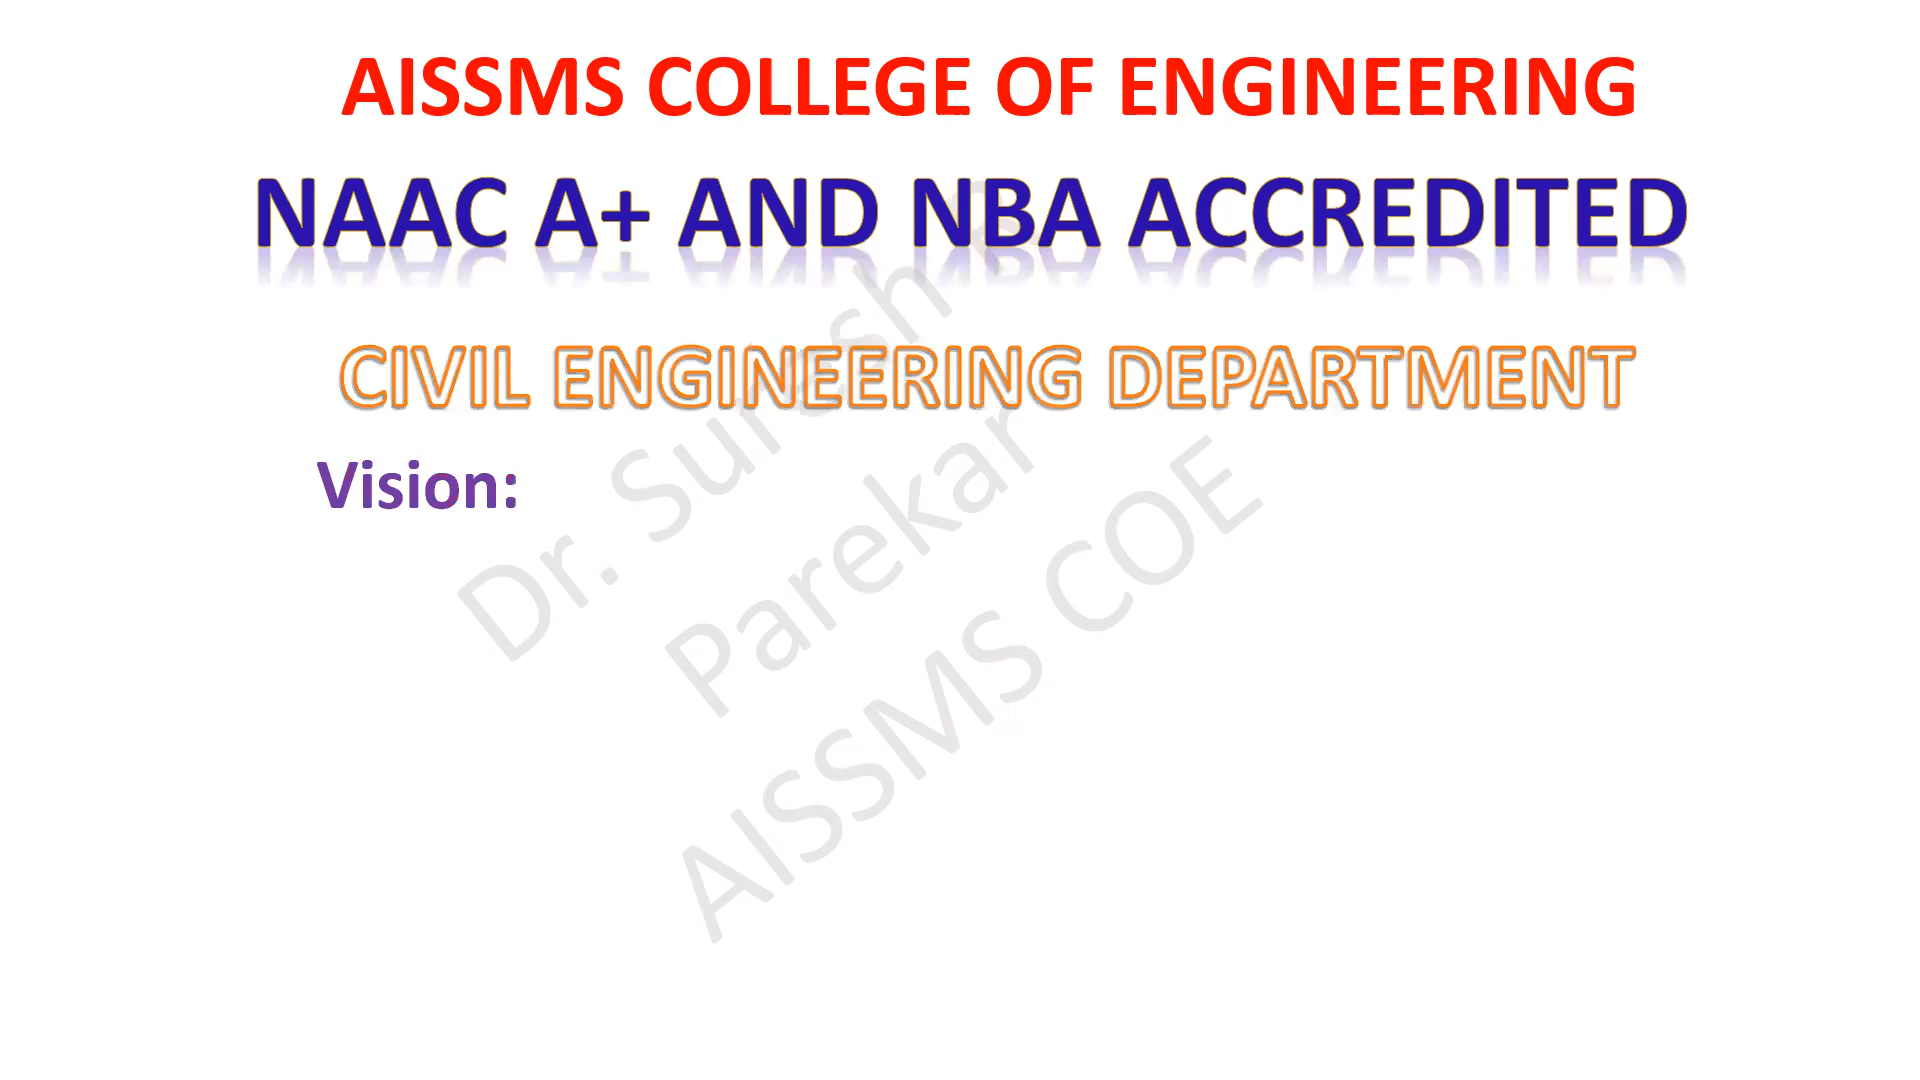 AISSMS COLLEGE OF ENGINEERING
NAAC A+ AND NBA ACCREDITED
CIVIL ENGINEERING DEPARTMENT
Vision:
Dr. Suresh R
Parekar
AISSMS COE